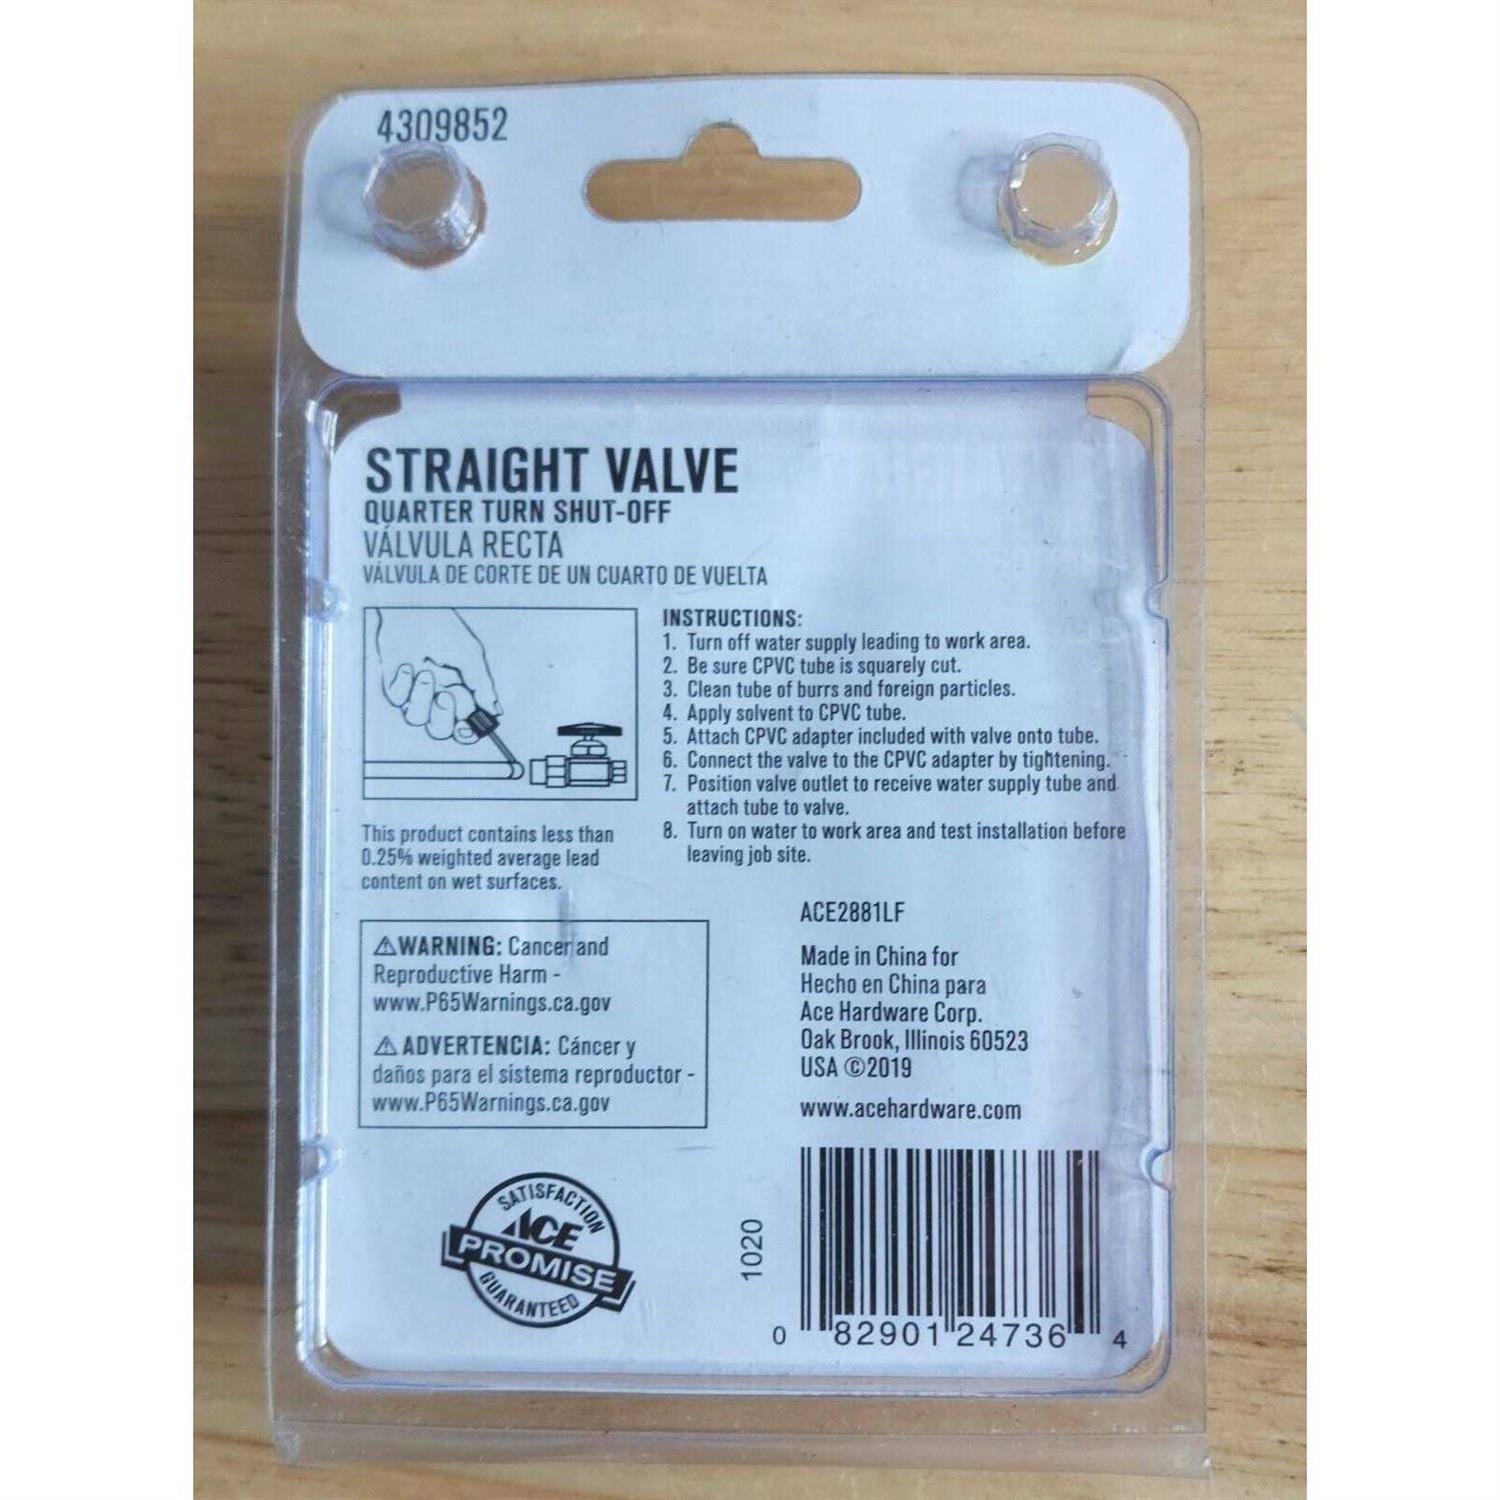 4309852
STRAIGHT VALVE
QUARTER TURN SHUT-OFF
VÁLVULA RECTA
VÁLVULA DE CORTE DE UN CUARTO DE VUELTA
INSTRUCTIONS:
1. Turn off water supply leading to work area.
2. Be sure CPVC tube is squarely cut.
3. Clean tube of burrs and foreign particles.
4. Apply solvent to CPVC tube.
5. Attach CPVC adapter included with valve onto tube.
6. Connect the valve to the CPVC adapter by tightening.
7. Position valve outlet to receive water supply tube and
attach tube to valve.
8. Turn on water to work area and test installation before
leaving job site.
This product contains less than
0.25% weighted average lead
content on wet surfaces.
⚠WARNING: Cancer and
Reproductive Harm -
www.P65Warnings.ca.gov
⚠ADVERTENCIA: Cáncer y
daños para el sistema reproductor -
www.P65Warnings.ca.gov
ACE2881LF
Made in China for
Hecho en China para
Ace Hardware Corp.
Oak Brook, Illinois 60523
USA ©2019
www.acehardware.com
SATISFACTION
ACE
PROMISE
GUARANTEED
1020
0 82901 24736 4